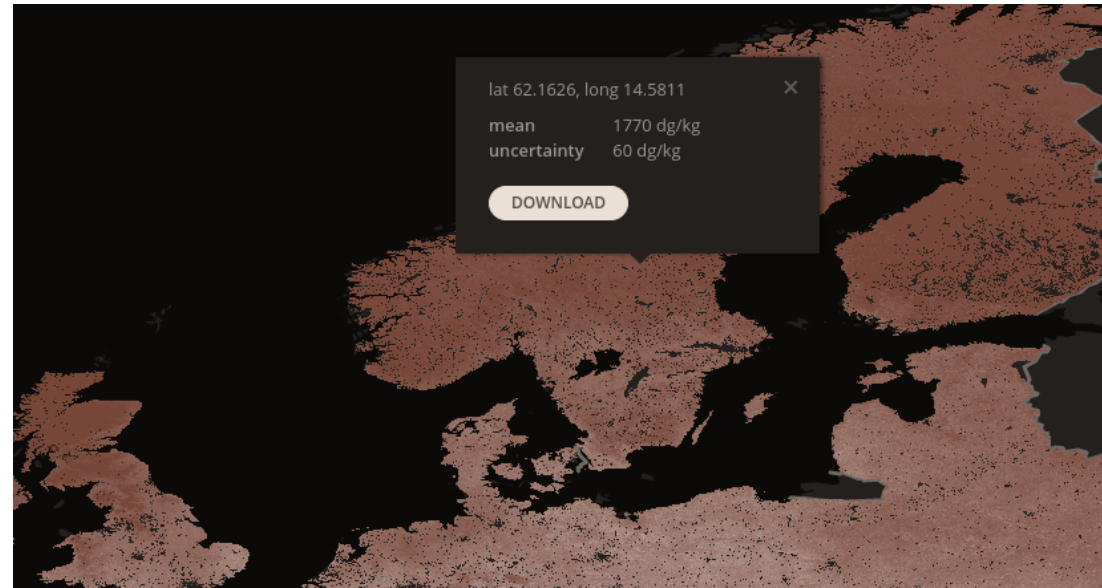 lat 62.1626, long 14.5811
mean 1770 dg/kg
uncertainty 60 dg/kg
DOWNLOAD